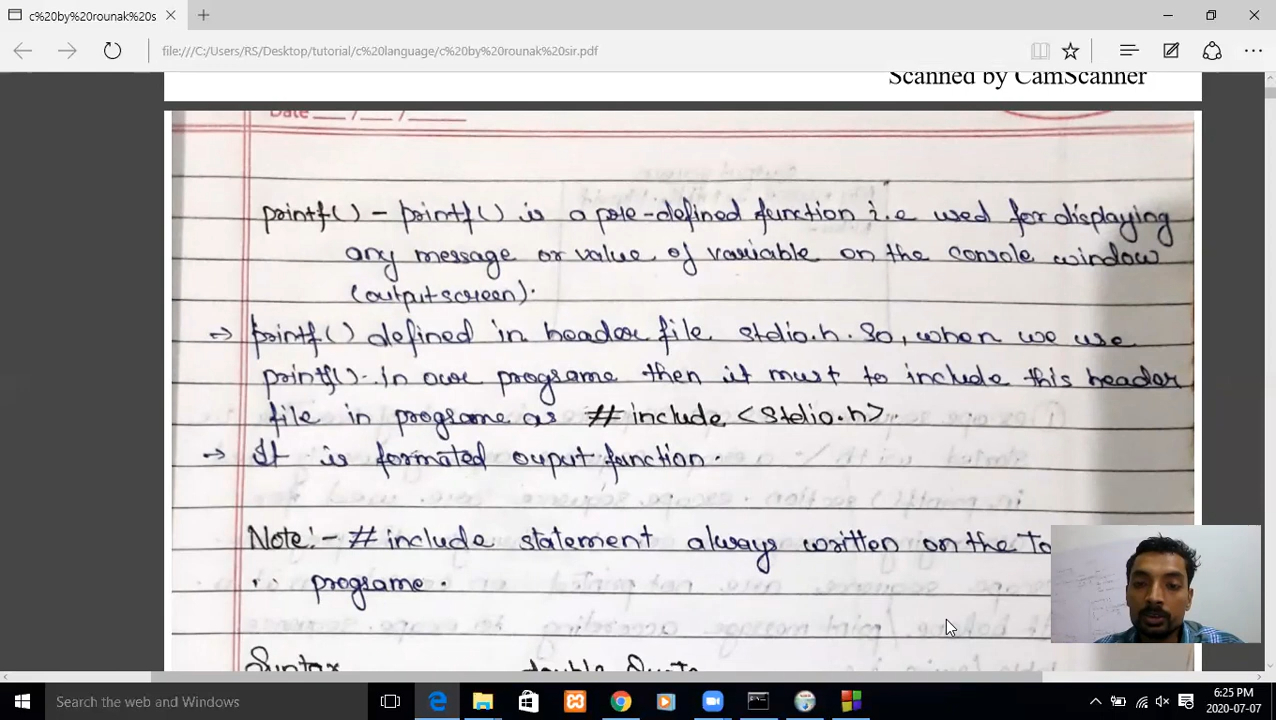 c%20by%20rounak%20s
file:///C:/Users/RS/Desktop/tutorial/c%20language/c%20by%20rounak%20sir.pdf
Scanned by CamScanner
Date __/__/____
printf() - printf() is a pre-defined function i.e used for displaying
any message or value of variable on the console window
(output screen).
→ printf() defined in header file stdio.h. So, when we use
printf() in our programe then it must to include this header
file in programe as # include <stdio.h>.
→ It is formated ouput function.
Note:- # include statement always written on the To
programe.
Syntax double Quote
Search the web and Windows
6:25 PM
2020-07-07